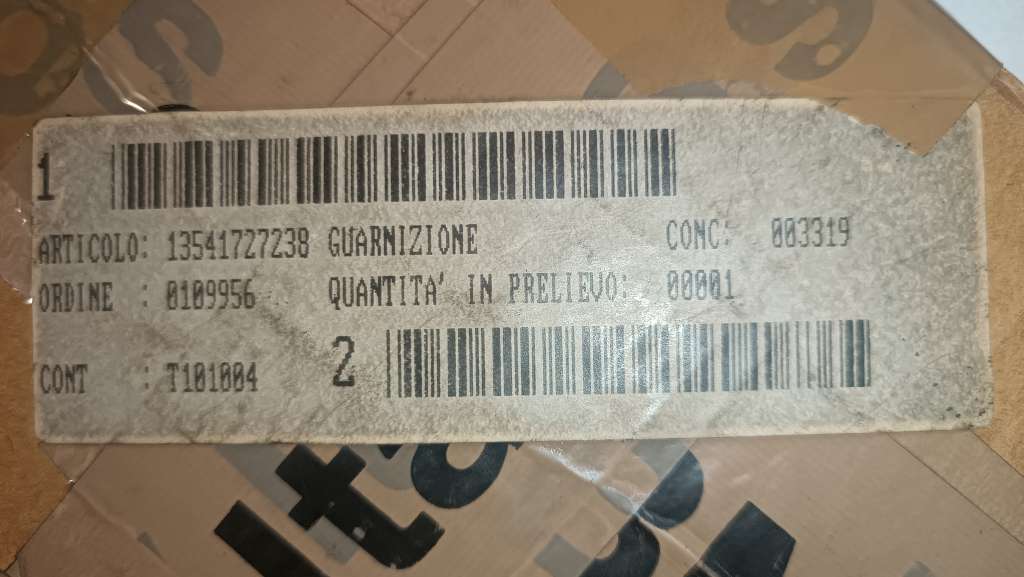 1
ARTICOLO: 13541727238 GUARNIZIONE CONC: 003319
ORDINE : 0109956 QUANTITA' IN PRELIEVO: 00001
CONT : T101004 2